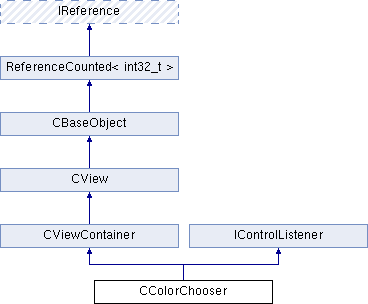 IReference
ReferenceCounted< int32_t >
CBaseObject
CView
CViewContainer
IControlListener
CColorChooser